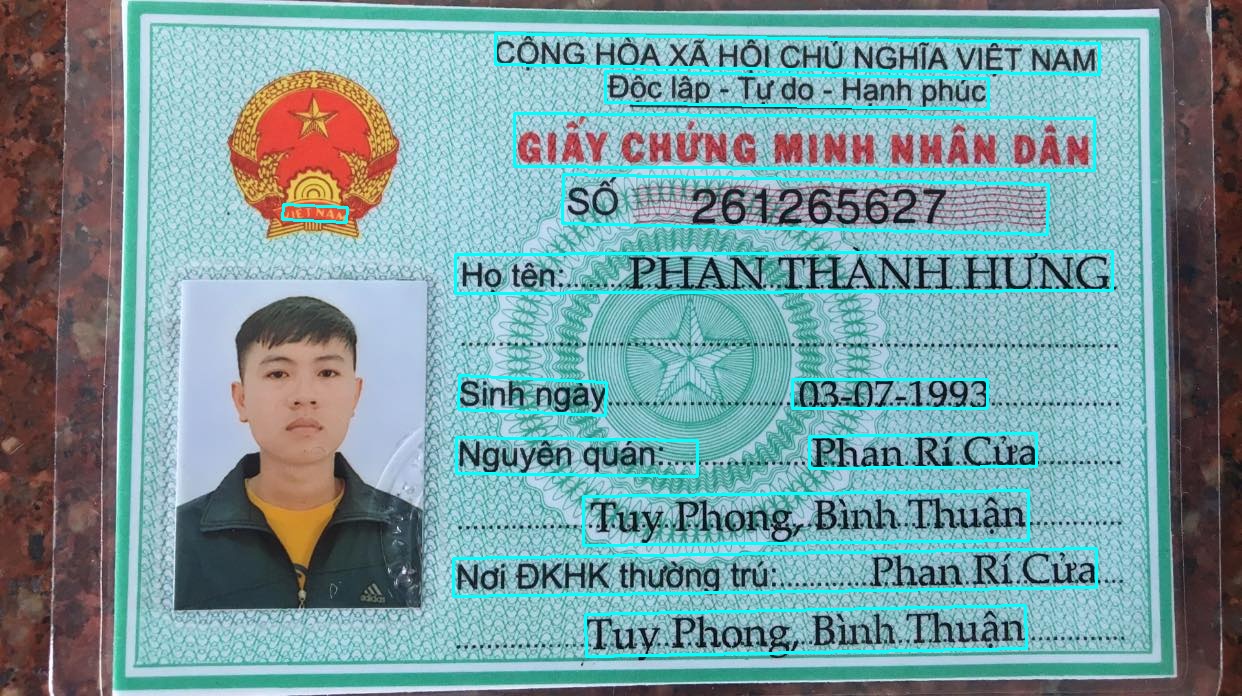 CỘNG HÒA XÃ HỘI CHỦ NGHĨA VIỆT NAM
Độc lập - Tự do - Hạnh phúc
GIẤY CHỨNG MINH NHÂN DÂN
SỐ 261265627
VIỆT NAM
Họ tên: PHAN THÀNH HƯNG
Sinh ngày 03-07-1993
Nguyên quán: Phan Rí Cửa
Tuy Phong, Bình Thuận
Nơi ĐKHK thường trú: Phan Rí Cửa
Tuy Phong, Bình Thuận
adidas